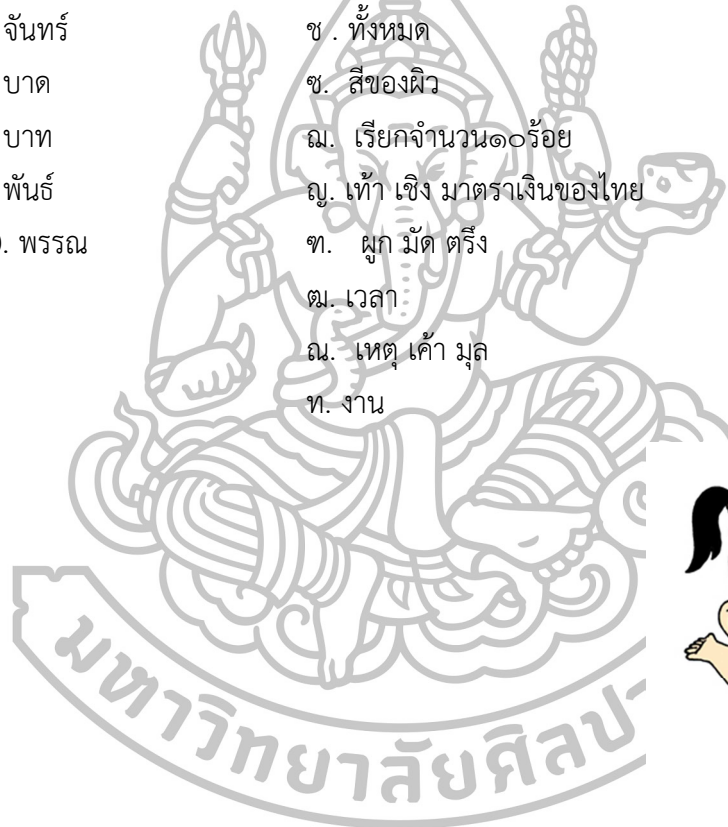 จันทร์ ช . ทั้งหมด
บาด ซ. สีของผิว
บาท ฌ. เรียกจำนวน๑๐ร้อย
พันธ์ ญ. เท้า เชิง มาตราเงินของไทย
. พรรณ ฑ. ผูก มัด ตรึง
ฒ. เวลา
ณ. เหตุ เค้า มุล
ท. งาน
มหาวิทยาลัยศิลป